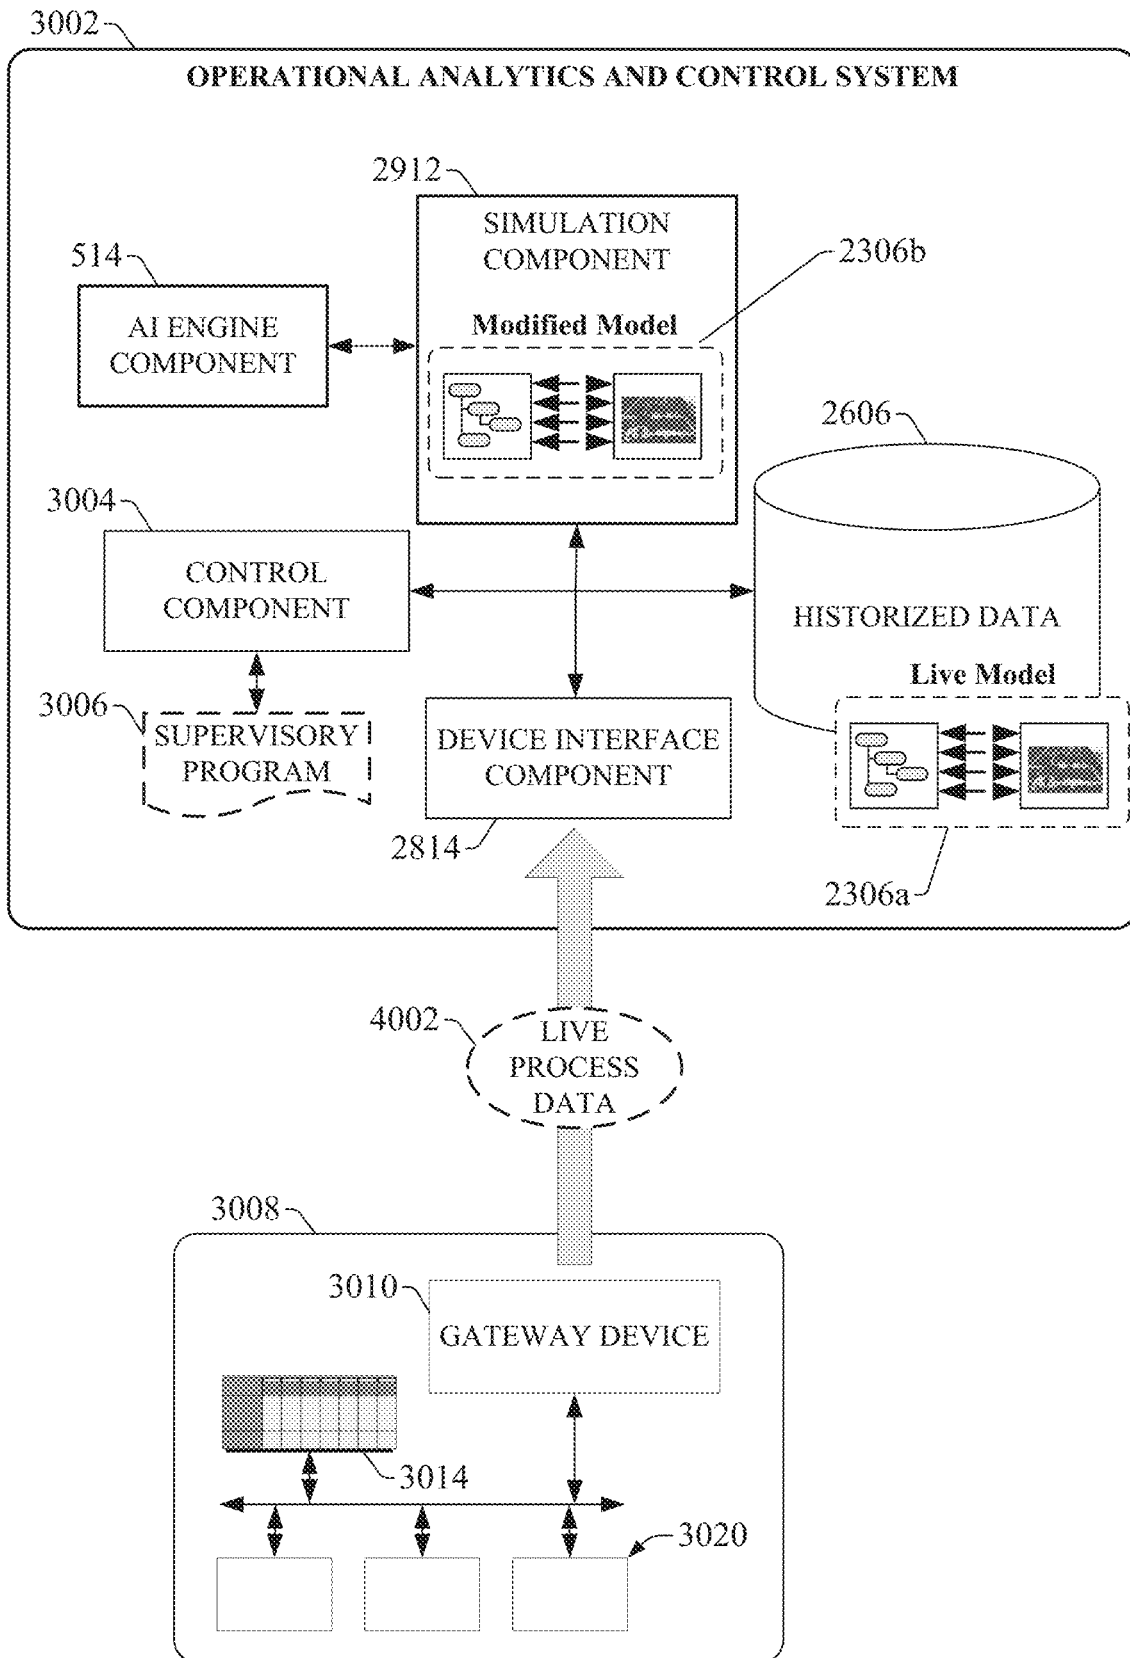 3002
OPERATIONAL ANALYTICS AND CONTROL SYSTEM
2912
SIMULATION
COMPONENT
2306b
514
AI ENGINE
COMPONENT
Modified Model
2606
3004
CONTROL
COMPONENT
HISTORIZED DATA
Live Model
3006
SUPERVISORY
PROGRAM
DEVICE INTERFACE
COMPONENT
2814
2306a
4002
LIVE
PROCESS
DATA
3008
3010
GATEWAY DEVICE
3014
3020